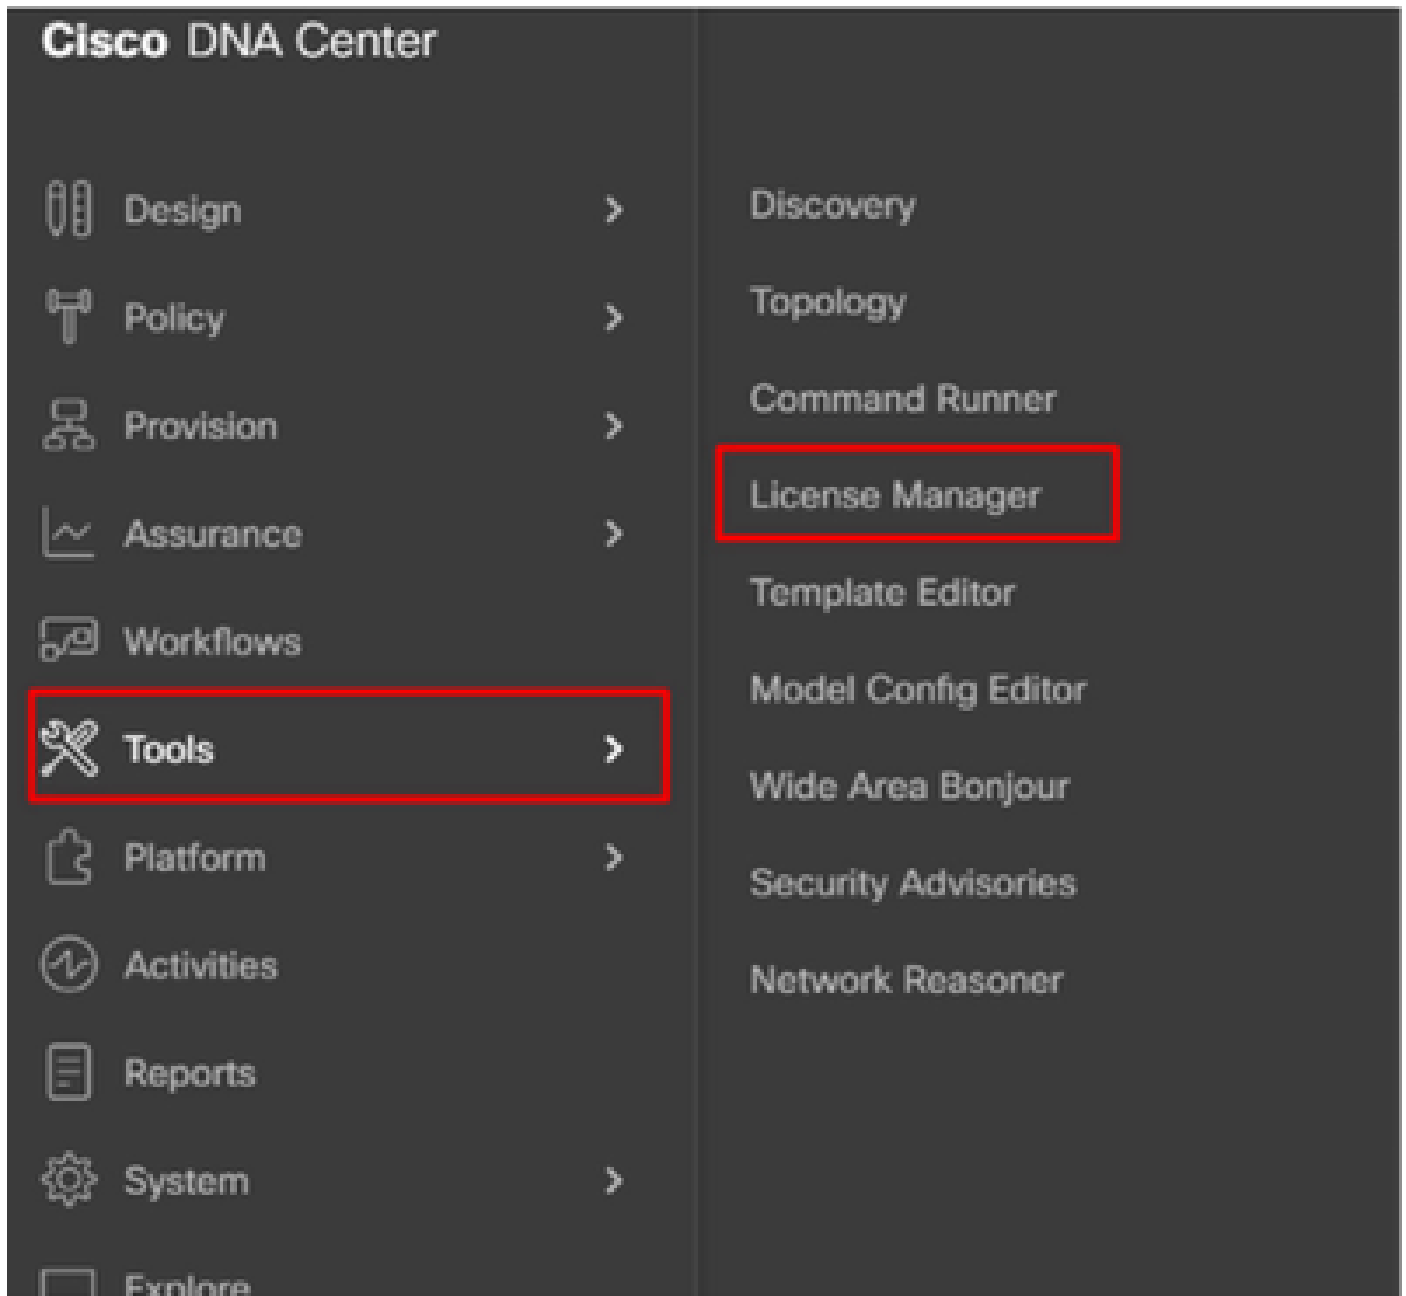 Cisco DNA Center
Design
Policy
Provision
Assurance
Workflows
Tools
Platform
Activities
Reports
System
Explore
Discovery
Topology
Command Runner
License Manager
Template Editor
Model Config Editor
Wide Area Bonjour
Security Advisories
Network Reasoner